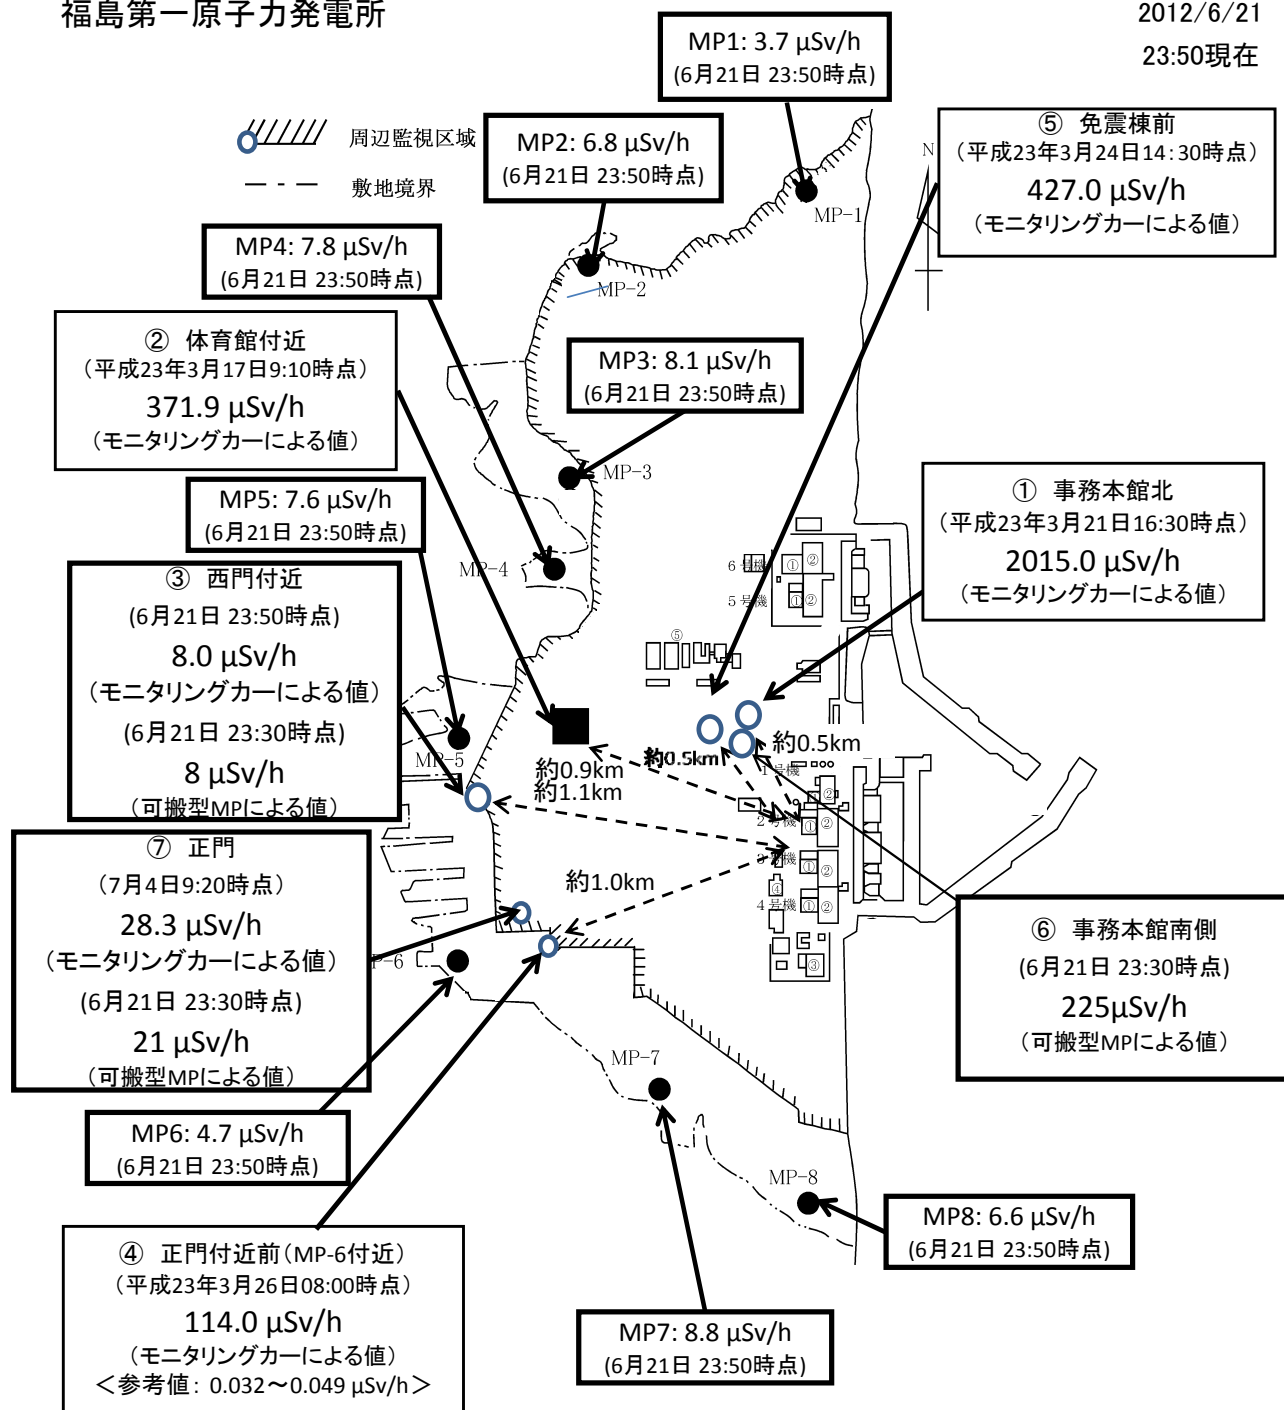 福島第一原子力発電所
2012/6/21
23:50現在
MP1: 3.7 μSv/h
(6月21日 23:50時点)
周辺監視区域
敷地境界
MP2: 6.8 μSv/h
(6月21日 23:50時点)
⑤ 免震棟前
(平成23年3月24日14:30時点)
427.0 μSv/h
(モニタリングカーによる値)
N
MP-1
MP4: 7.8 μSv/h
(6月21日 23:50時点)
MP-2
② 体育館付近
(平成23年3月17日9:10時点)
371.9 μSv/h
(モニタリングカーによる値)
MP3: 8.1 μSv/h
(6月21日 23:50時点)
MP-3
MP5: 7.6 μSv/h
(6月21日 23:50時点)
① 事務本館北
(平成23年3月21日16:30時点)
2015.0 μSv/h
(モニタリングカーによる値)
MP-4
6号機
① ②
5号機
① ②
⑤
③ 西門付近
(6月21日 23:50時点)
8.0 μSv/h
(モニタリングカーによる値)
(6月21日 23:30時点)
8 μSv/h
(可搬型MPによる値)
MP-5
約0.9km
約1.1km
約0.5km
約0.5km
1号機
① ②
2号機
① ②
3号機
① ②
④
4号機
① ②
③
約1.0km
⑦ 正門
(7月4日9:20時点)
28.3 μSv/h
(モニタリングカーによる値)
(6月21日 23:30時点)
21 μSv/h
(可搬型MPによる値)
P-6
⑥ 事務本館南側
(6月21日 23:30時点)
225μSv/h
(可搬型MPによる値)
MP-7
MP6: 4.7 μSv/h
(6月21日 23:50時点)
MP-8
MP8: 6.6 μSv/h
(6月21日 23:50時点)
④ 正門付近前(MP-6付近)
(平成23年3月26日08:00時点)
114.0 μSv/h
(モニタリングカーによる値)
<参考値: 0.032~0.049 μSv/h>
MP7: 8.8 μSv/h
(6月21日 23:50時点)